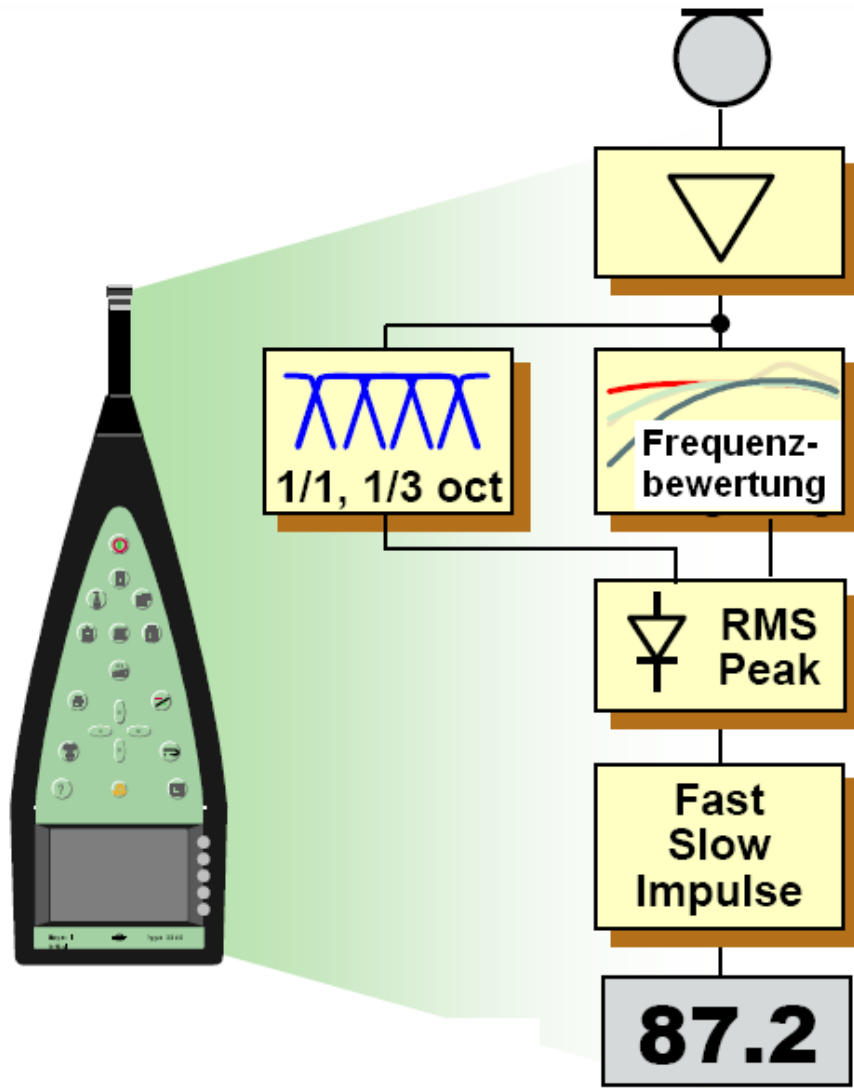 1/1, 1/3 oct
Frequenz-
bewertung
RMS
Peak
Fast
Slow
Impulse
87.2